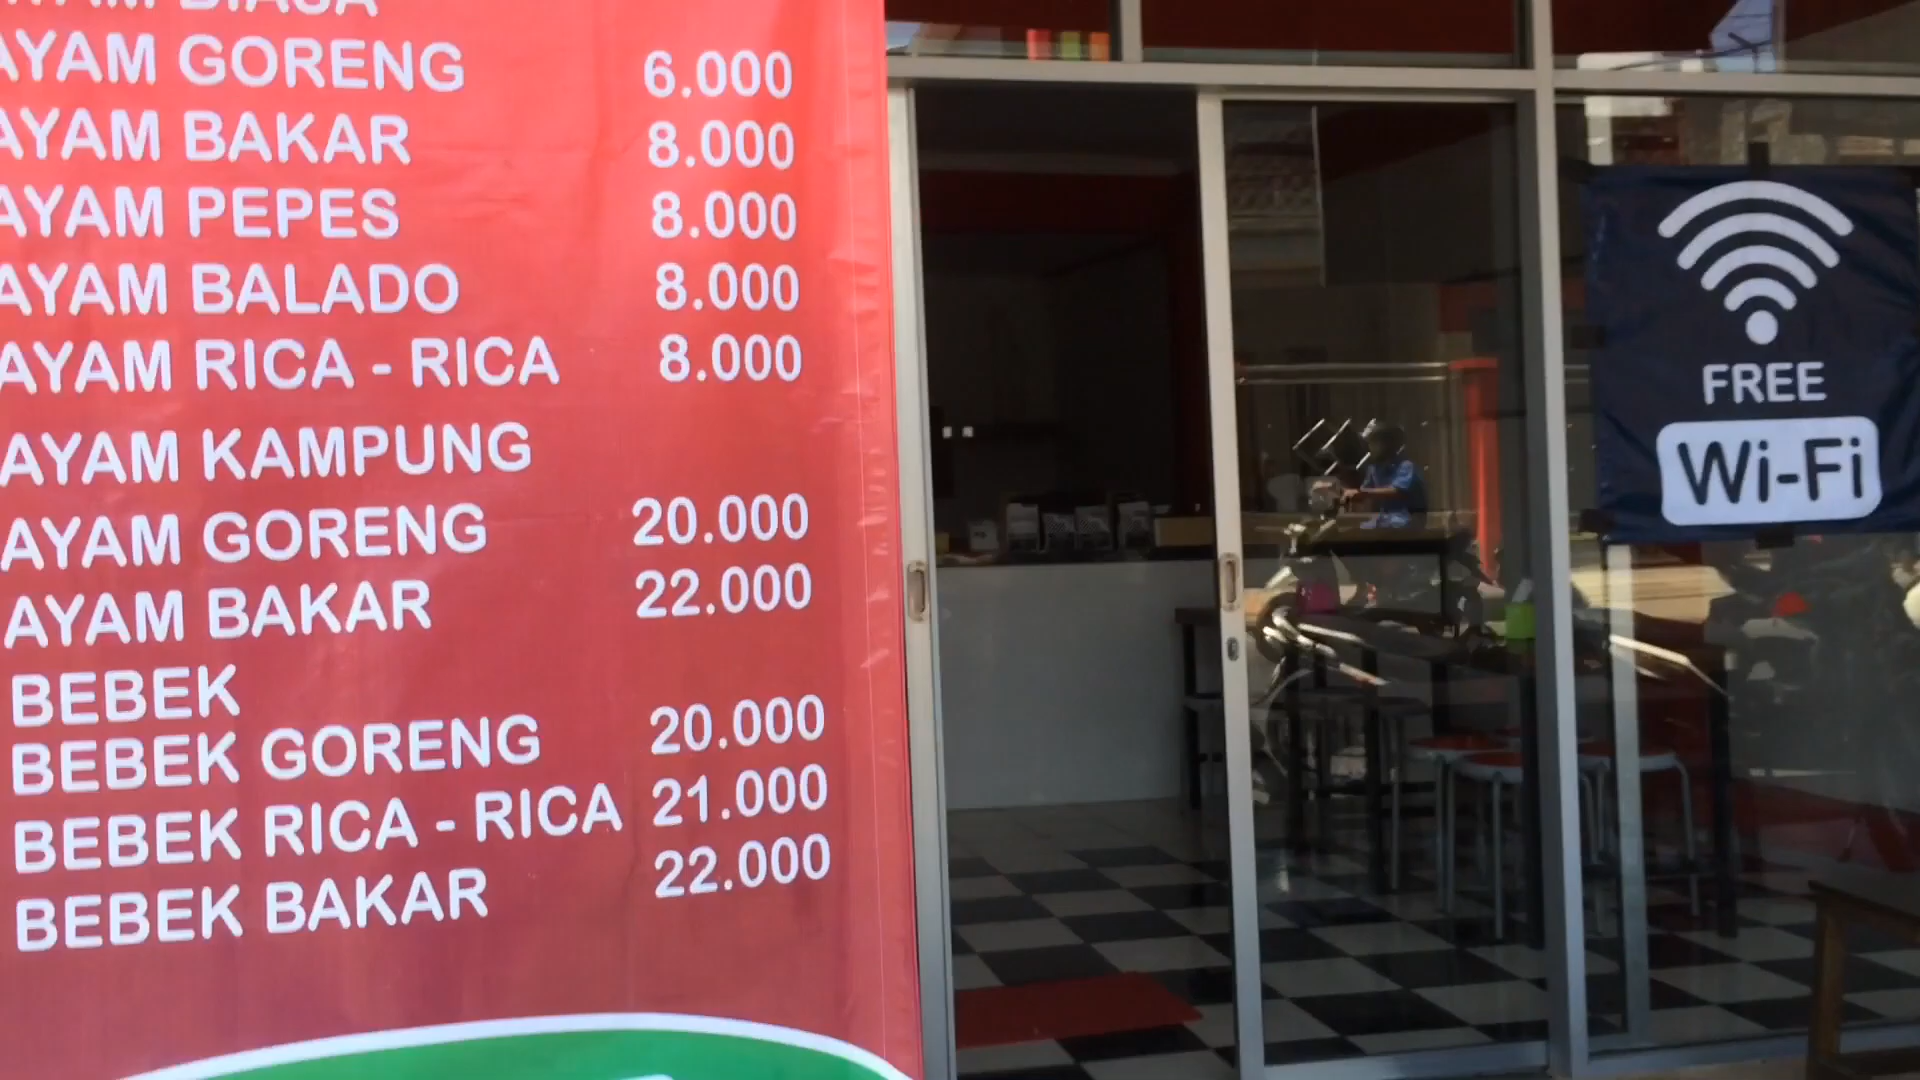 AYAM BIASA
AYAM GORENG 6.000
AYAM BAKAR 8.000
AYAM PEPES 8.000
AYAM BALADO 8.000
AYAM RICA - RICA 8.000
AYAM KAMPUNG
AYAM GORENG 20.000
AYAM BAKAR 22.000
BEBEK
BEBEK GORENG 20.000
BEBEK RICA - RICA 21.000
BEBEK BAKAR 22.000
FREE
Wi-Fi